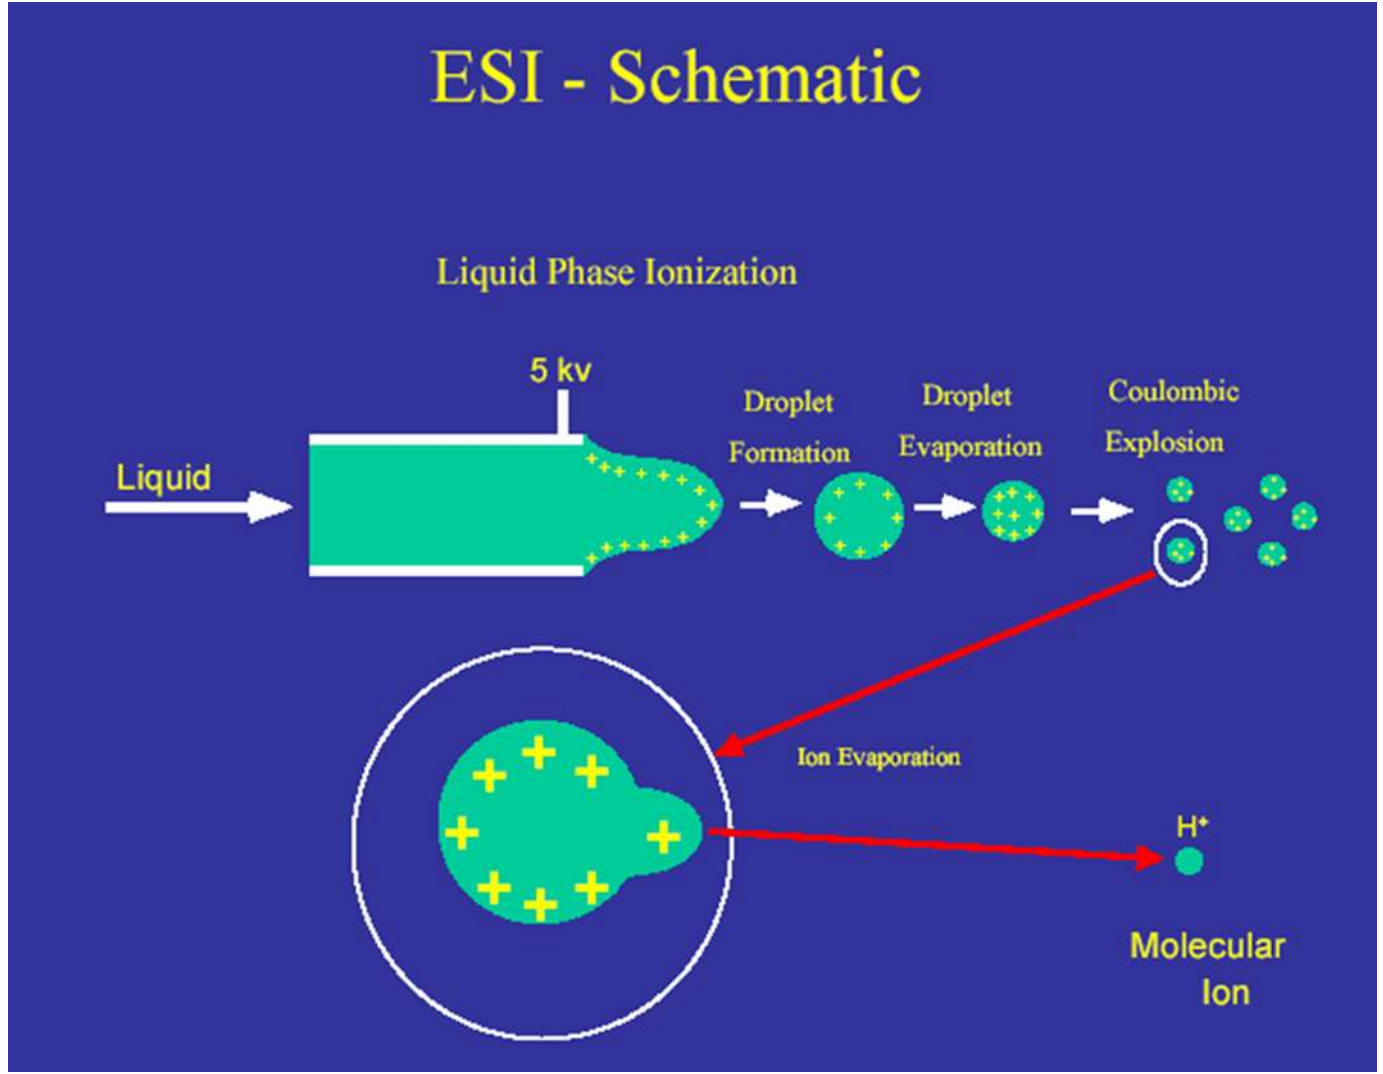 ESI - Schematic
Liquid Phase Ionization
5 kv
Droplet
Formation
Droplet
Evaporation
Coulombic
Explosion
Liquid
Ion Evaporation
H+
Molecular
Ion